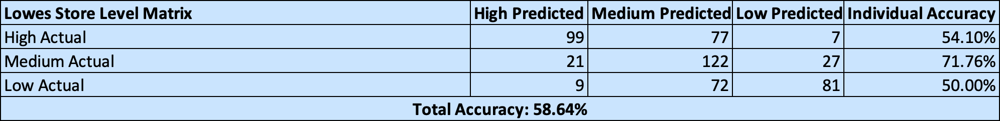 Lowes Store Level Matrix High Predicted Medium Predicted Low Predicted Individual Accuracy
High Actual 99 77 7 54.10%
Medium Actual 21 122 27 71.76%
Low Actual 9 72 81 50.00%
Total Accuracy: 58.64%